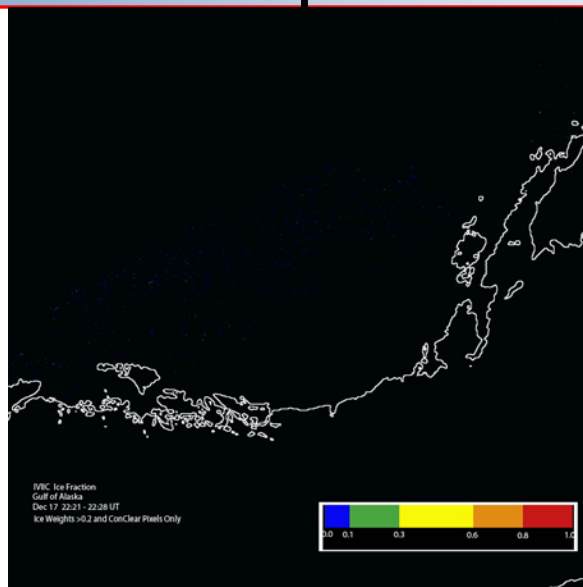 IVIIC Ice Fraction
Gulf of Alaska
Dec 17 22:21 - 22:28 UT
Ice Weights >0.2 and ConClear Pixels Only
0.0 0.1 0.3 0.6 0.8 1.0